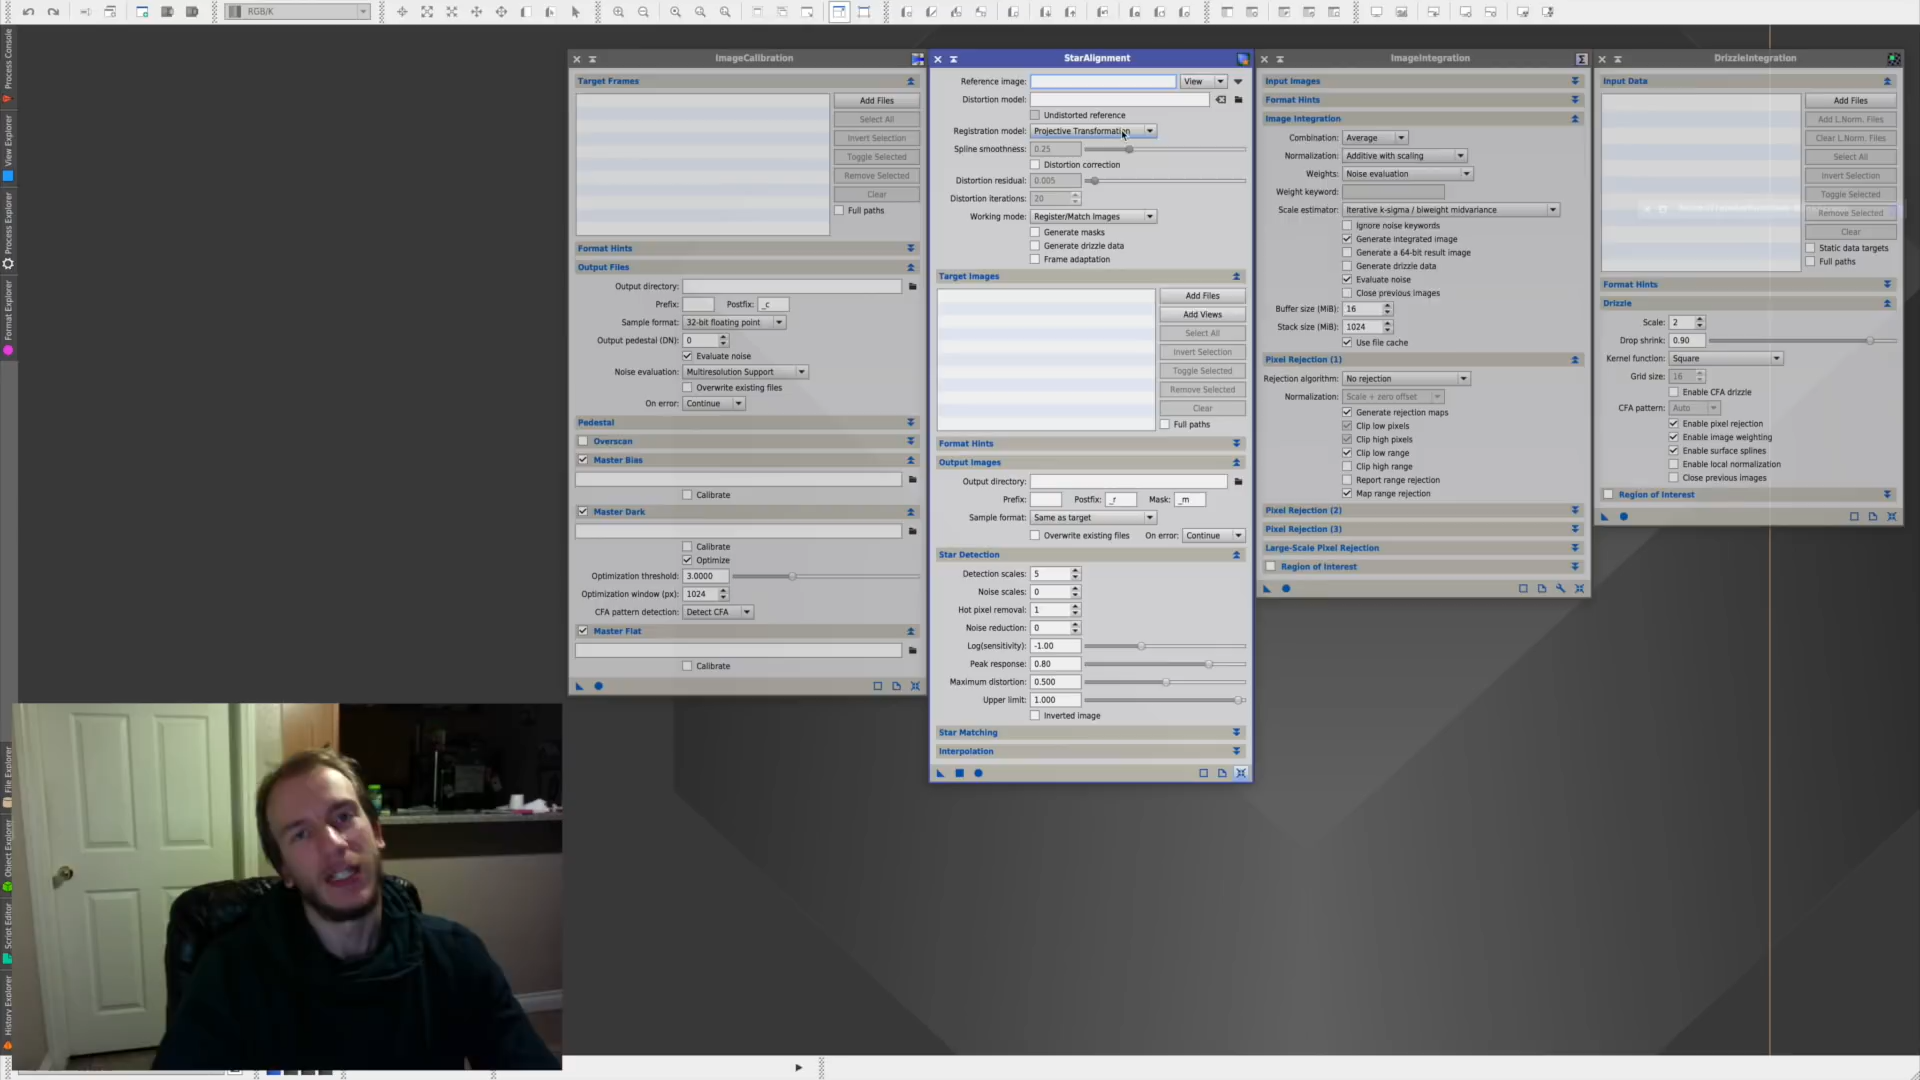 RGB/K
Process Console
View Explorer
Process Explorer
Format Explorer
File Explorer
Object Explorer
Script Editor
History Explorer
ImageCalibration
Target Frames
Add Files
Select All
Invert Selection
Toggle Selected
Remove Selected
Clear
Full paths
Format Hints
Output Files
Output directory:
Prefix: Postfix: _c
Sample format: 32-bit floating point
Output pedestal (DN): 0
Evaluate noise
Noise evaluation: Multiresolution Support
Overwrite existing files
On error: Continue
Pedestal
Overscan
Master Bias
Calibrate
Master Dark
Calibrate
Optimize
Optimization threshold: 3.0000
Optimization window (px): 1024
CFA pattern detection: Detect CFA
Master Flat
Calibrate
StarAlignment
Reference image: View
Distortion model:
Undistorted reference
Registration model: Projective Transformation
Spline smoothness: 0.25
Distortion correction
Distortion residual: 0.005
Distortion iterations: 20
Working mode: Register/Match Images
Generate masks
Generate drizzle data
Frame adaptation
Target Images
Add Files
Add Views
Select All
Invert Selection
Toggle Selected
Remove Selected
Clear
Full paths
Format Hints
Output Images
Output directory:
Prefix: Postfix: _r Mask: _m
Sample format: Same as target
Overwrite existing files On error: Continue
Star Detection
Detection scales: 5
Noise scales: 0
Hot pixel removal: 1
Noise reduction: 0
Log(sensitivity): -1.00
Peak response: 0.80
Maximum distortion: 0.500
Upper limit: 1.000
Inverted image
Star Matching
Interpolation
ImageIntegration
Input Images
Format Hints
Image Integration
Combination: Average
Normalization: Additive with scaling
Weights: Noise evaluation
Weight keyword:
Scale estimator: Iterative k-sigma / biweight midvariance
Ignore noise keywords
Generate integrated image
Generate a 64-bit result image
Generate drizzle data
Evaluate noise
Close previous images
Buffer size (MiB): 16
Stack size (MiB): 1024
Use file cache
Pixel Rejection (1)
Rejection algorithm: No rejection
Normalization: Scale + zero offset
Generate rejection maps
Clip low pixels
Clip high pixels
Clip low range
Clip high range
Report range rejection
Map range rejection
Pixel Rejection (2)
Pixel Rejection (3)
Large-Scale Pixel Rejection
Region of Interest
DrizzleIntegration
Input Data
Add Files
Add L.Norm. Files
Clear L.Norm. Files
Select All
Invert Selection
Toggle Selected
Remove Selected
Clear
Static data targets
Full paths
Format Hints
Drizzle
Scale: 2
Drop shrink: 0.90
Kernel function: Square
Grid size: 16
Enable CFA drizzle
CFA pattern: Auto
Enable pixel rejection
Enable image weighting
Enable surface splines
Enable local normalization
Close previous images
Region of Interest